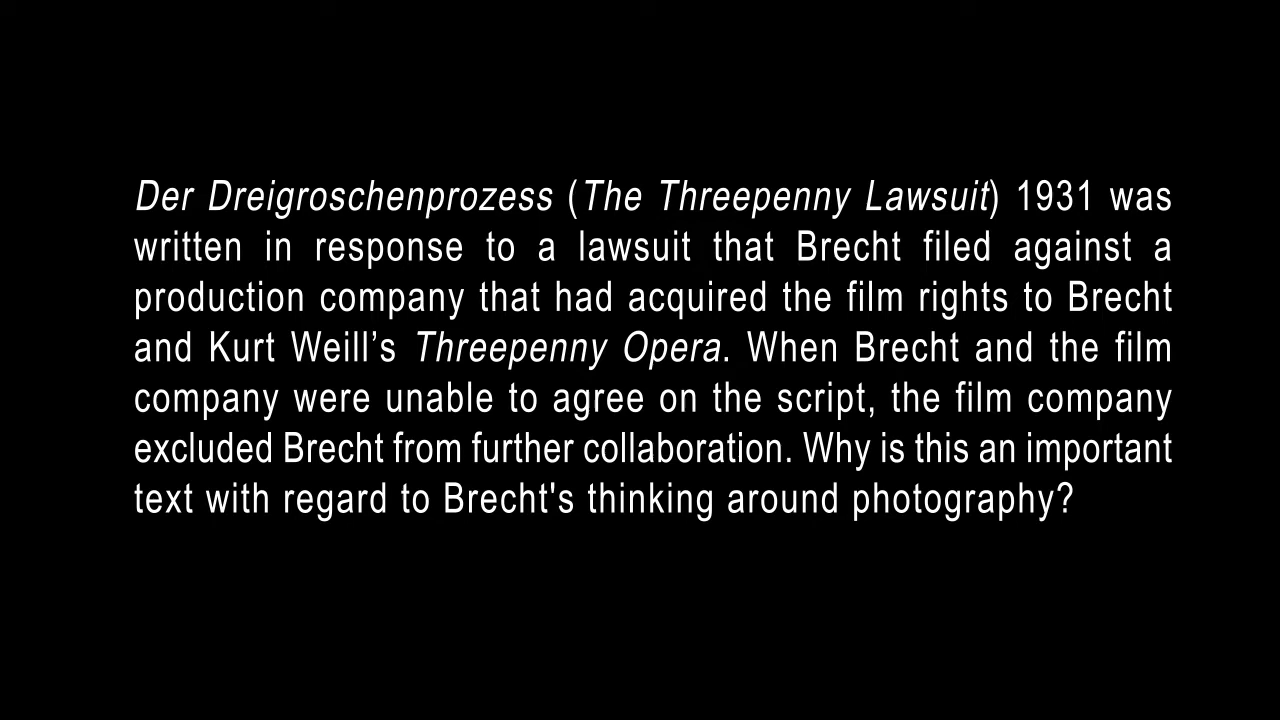 Der Dreigroschenprozess (The Threepenny Lawsuit) 1931 was
written in response to a lawsuit that Brecht filed against a
production company that had acquired the film rights to Brecht
and Kurt Weill’s Threepenny Opera. When Brecht and the film
company were unable to agree on the script, the film company
excluded Brecht from further collaboration. Why is this an important
text with regard to Brecht's thinking around photography?